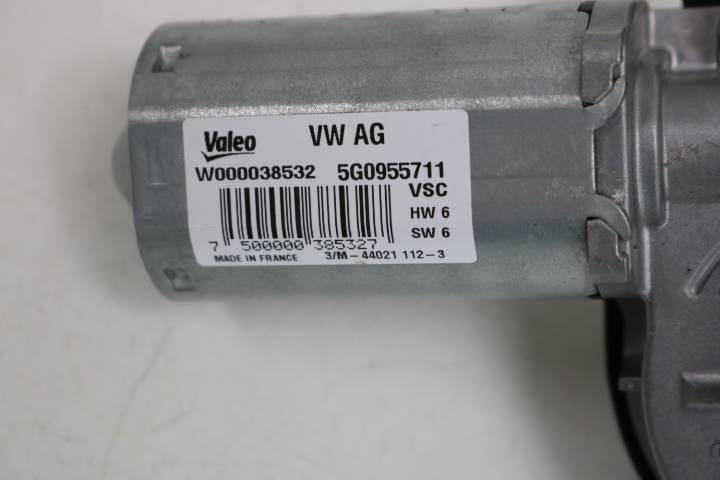 Valeo VW AG
W000038532 5G0955711
VSC
HW 6
SW 6
7 500000 385327
MADE IN FRANCE 3/M-44021 112-3